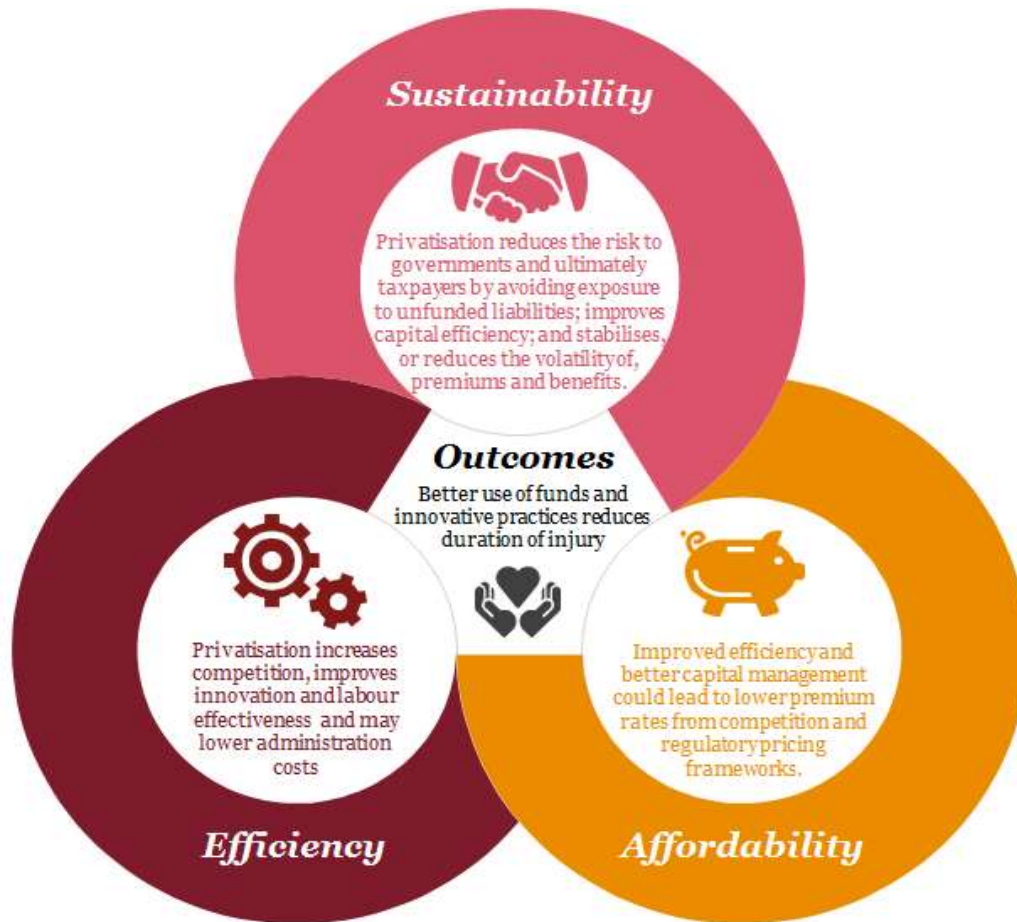 Sustainability
Privatisation reduces the risk to
governments and ultimately
taxpayers by avoiding exposure
to unfunded liabilities; improves
capital efficiency; and stabilises,
or reduces the volatility of,
premiums and benefits.
Outcomes
Better use of funds and
innovative practices reduces
duration of injury
Privatisation increases
competition, improves
innovation and labour
effectiveness and may
lower administration
costs
Efficiency
Improved efficiency and
better capital management
could lead to lower premium
rates from competition and
regulatory pricing
frameworks.
Affordability